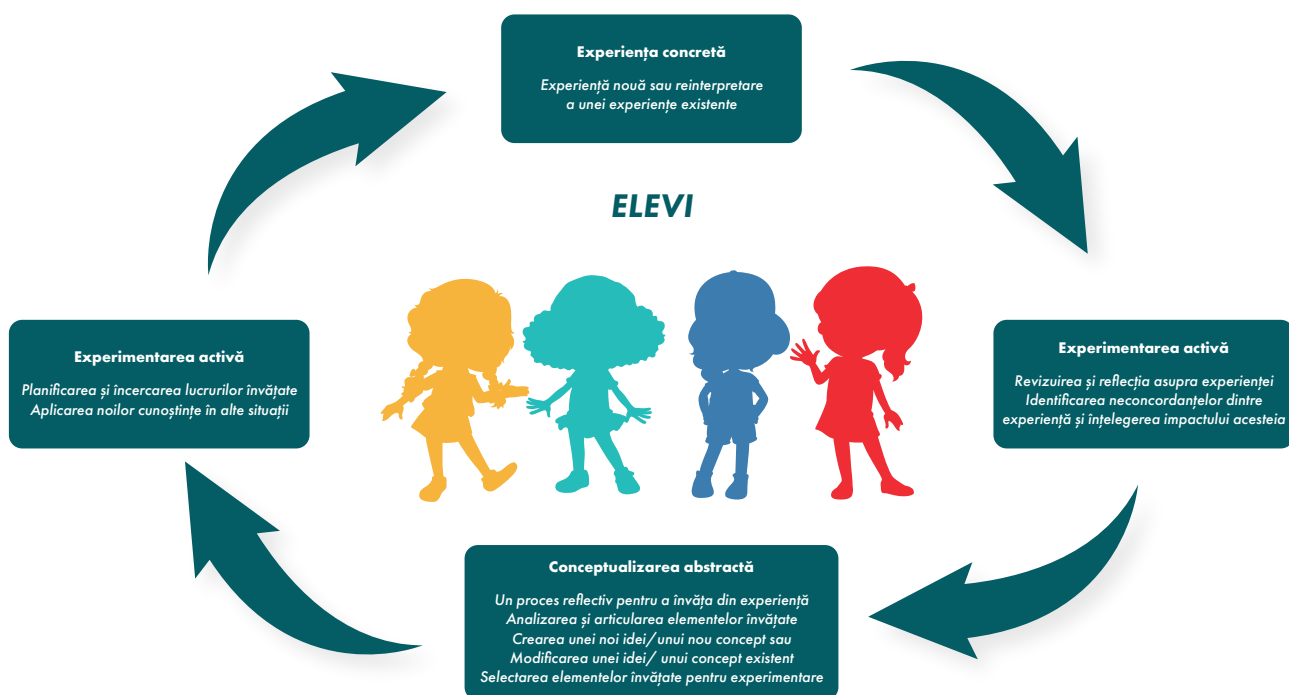 Experiența concretă
Experiență nouă sau reinterpretare
a unei experiențe existente
ELEVI
Experimentarea activă
Planificarea și încercarea lucrurilor învățate
Aplicarea noilor cunoștințe în alte situații
Experimentarea activă
Revizuirea și reflecția asupra experienței
Identificarea neconcordanțelor dintre
experiență și înțelegerea impactului acesteia
Conceptualizarea abstractă
Un proces reflectiv pentru a învăța din experiență
Analizarea și articularea elementelor învățate
Crearea unei noi idei/unui nou concept sau
Modificarea unei idei/ unui concept existent
Selectarea elementelor învățate pentru experimentare